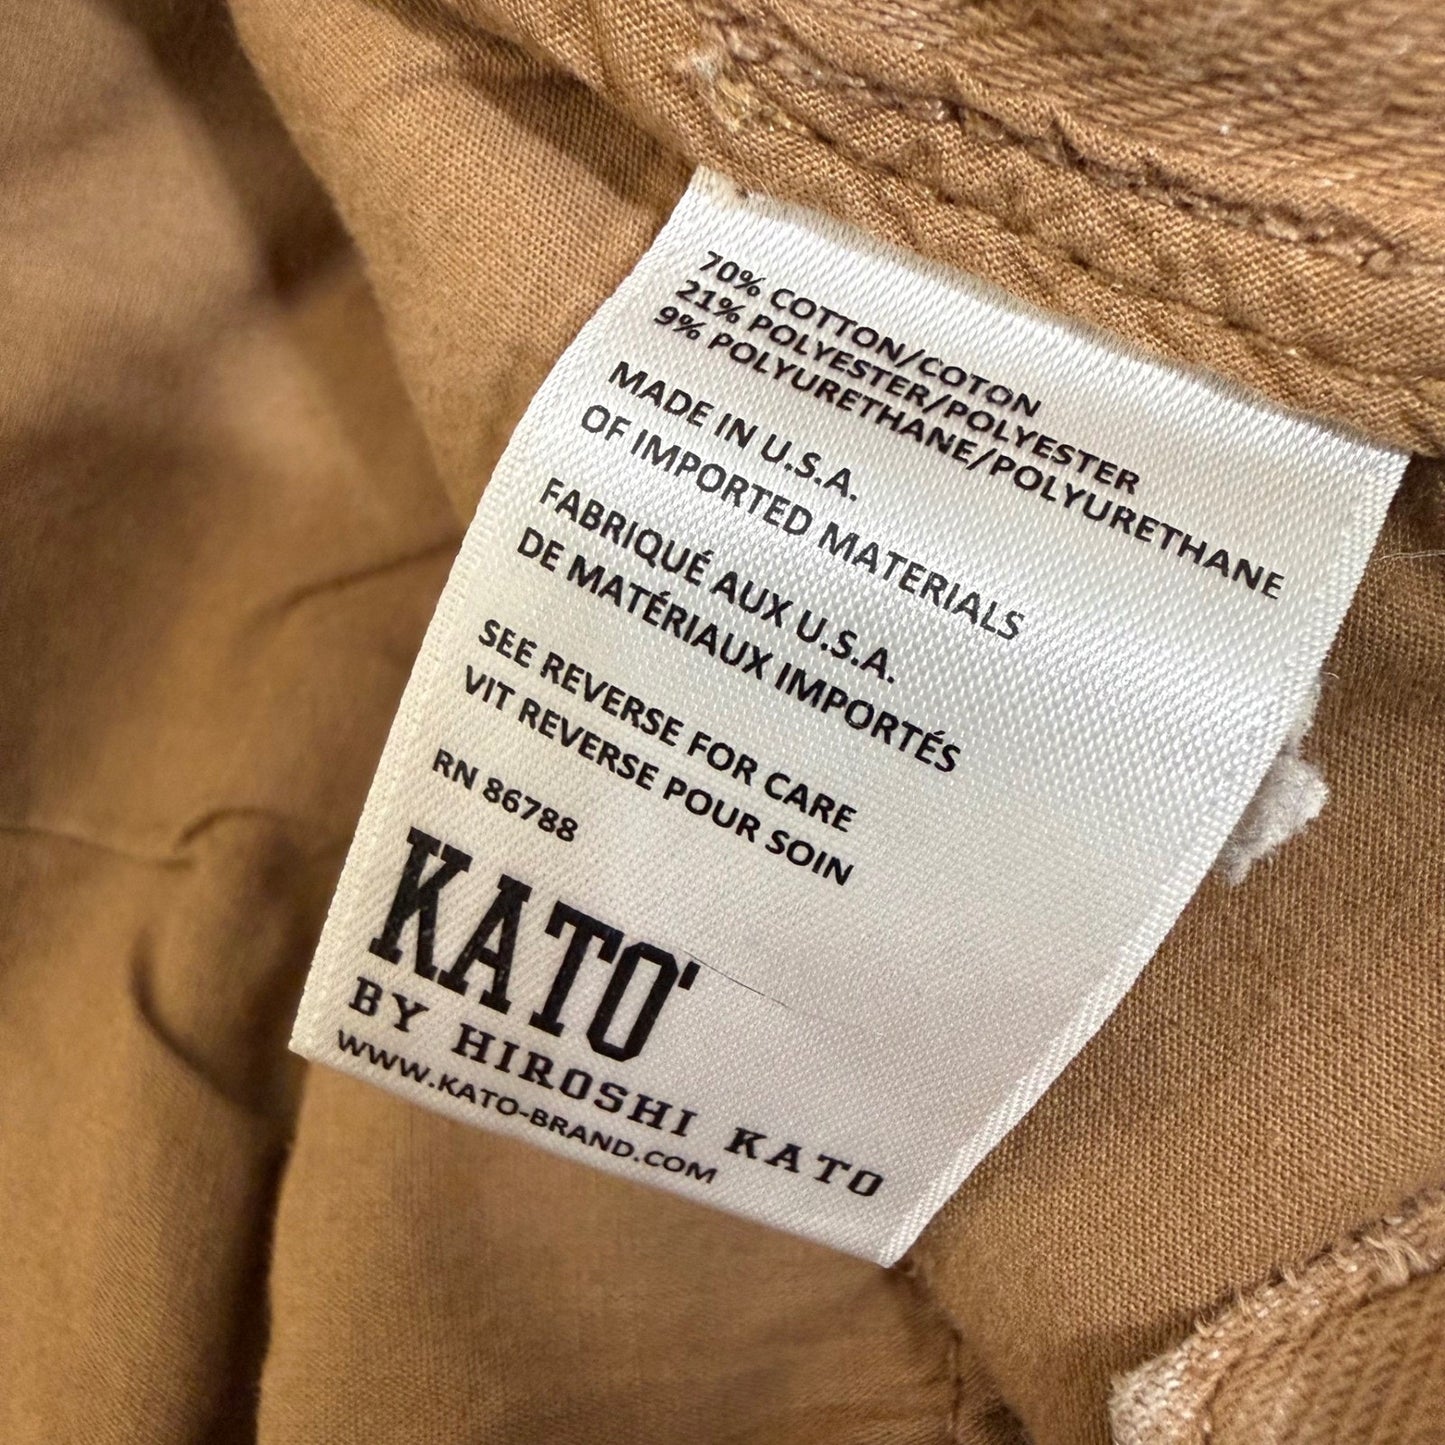 70% COTTON/COTON
21% POLYESTER/POLYESTER
9% POLYURETHANE/POLYURETHANE
MADE IN U.S.A.
OF IMPORTED MATERIALS
FABRIQUÉ AUX U.S.A.
DE MATÉRIAUX IMPORTÉS
SEE REVERSE FOR CARE
VIT REVERSE POUR SOIN
RN 86788
KATO'
BY HIROSHI KATO
WWW.KATO-BRAND.COM